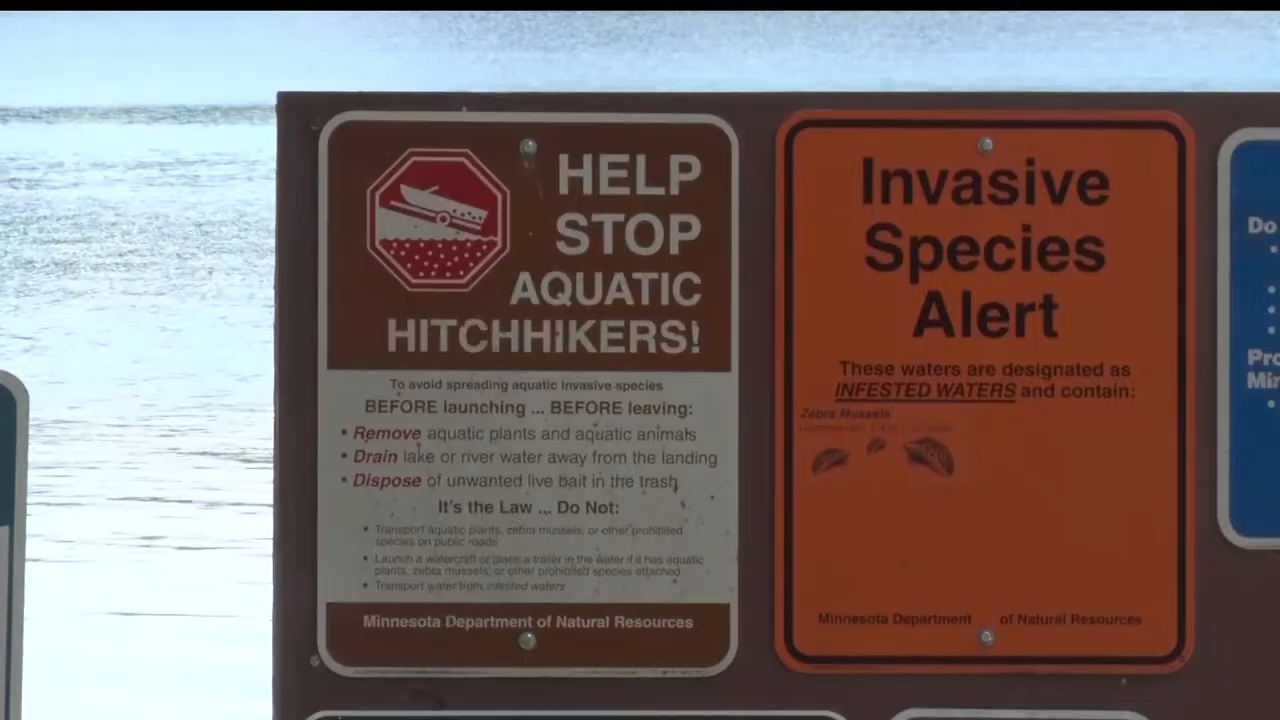 HELP
STOP
AQUATIC
HITCHHIKERS!
To avoid spreading aquatic invasive species
BEFORE launching ... BEFORE leaving:
• Remove aquatic plants and aquatic animals
• Drain lake or river water away from the landing
• Dispose of unwanted live bait in the trash
It's the Law ... Do Not:
• Transport aquatic plants, zebra mussels, or other prohibited
species on public roads
• Launch a watercraft or place a trailer in the water if it has aquatic
plants, zebra mussels, or other prohibited species attached
• Transport water from infested waters
Minnesota Department of Natural Resources
Invasive
Species
Alert
These waters are designated as
INFESTED WATERS and contain:
Zebra Mussels
Minnesota Department of Natural Resources
Do